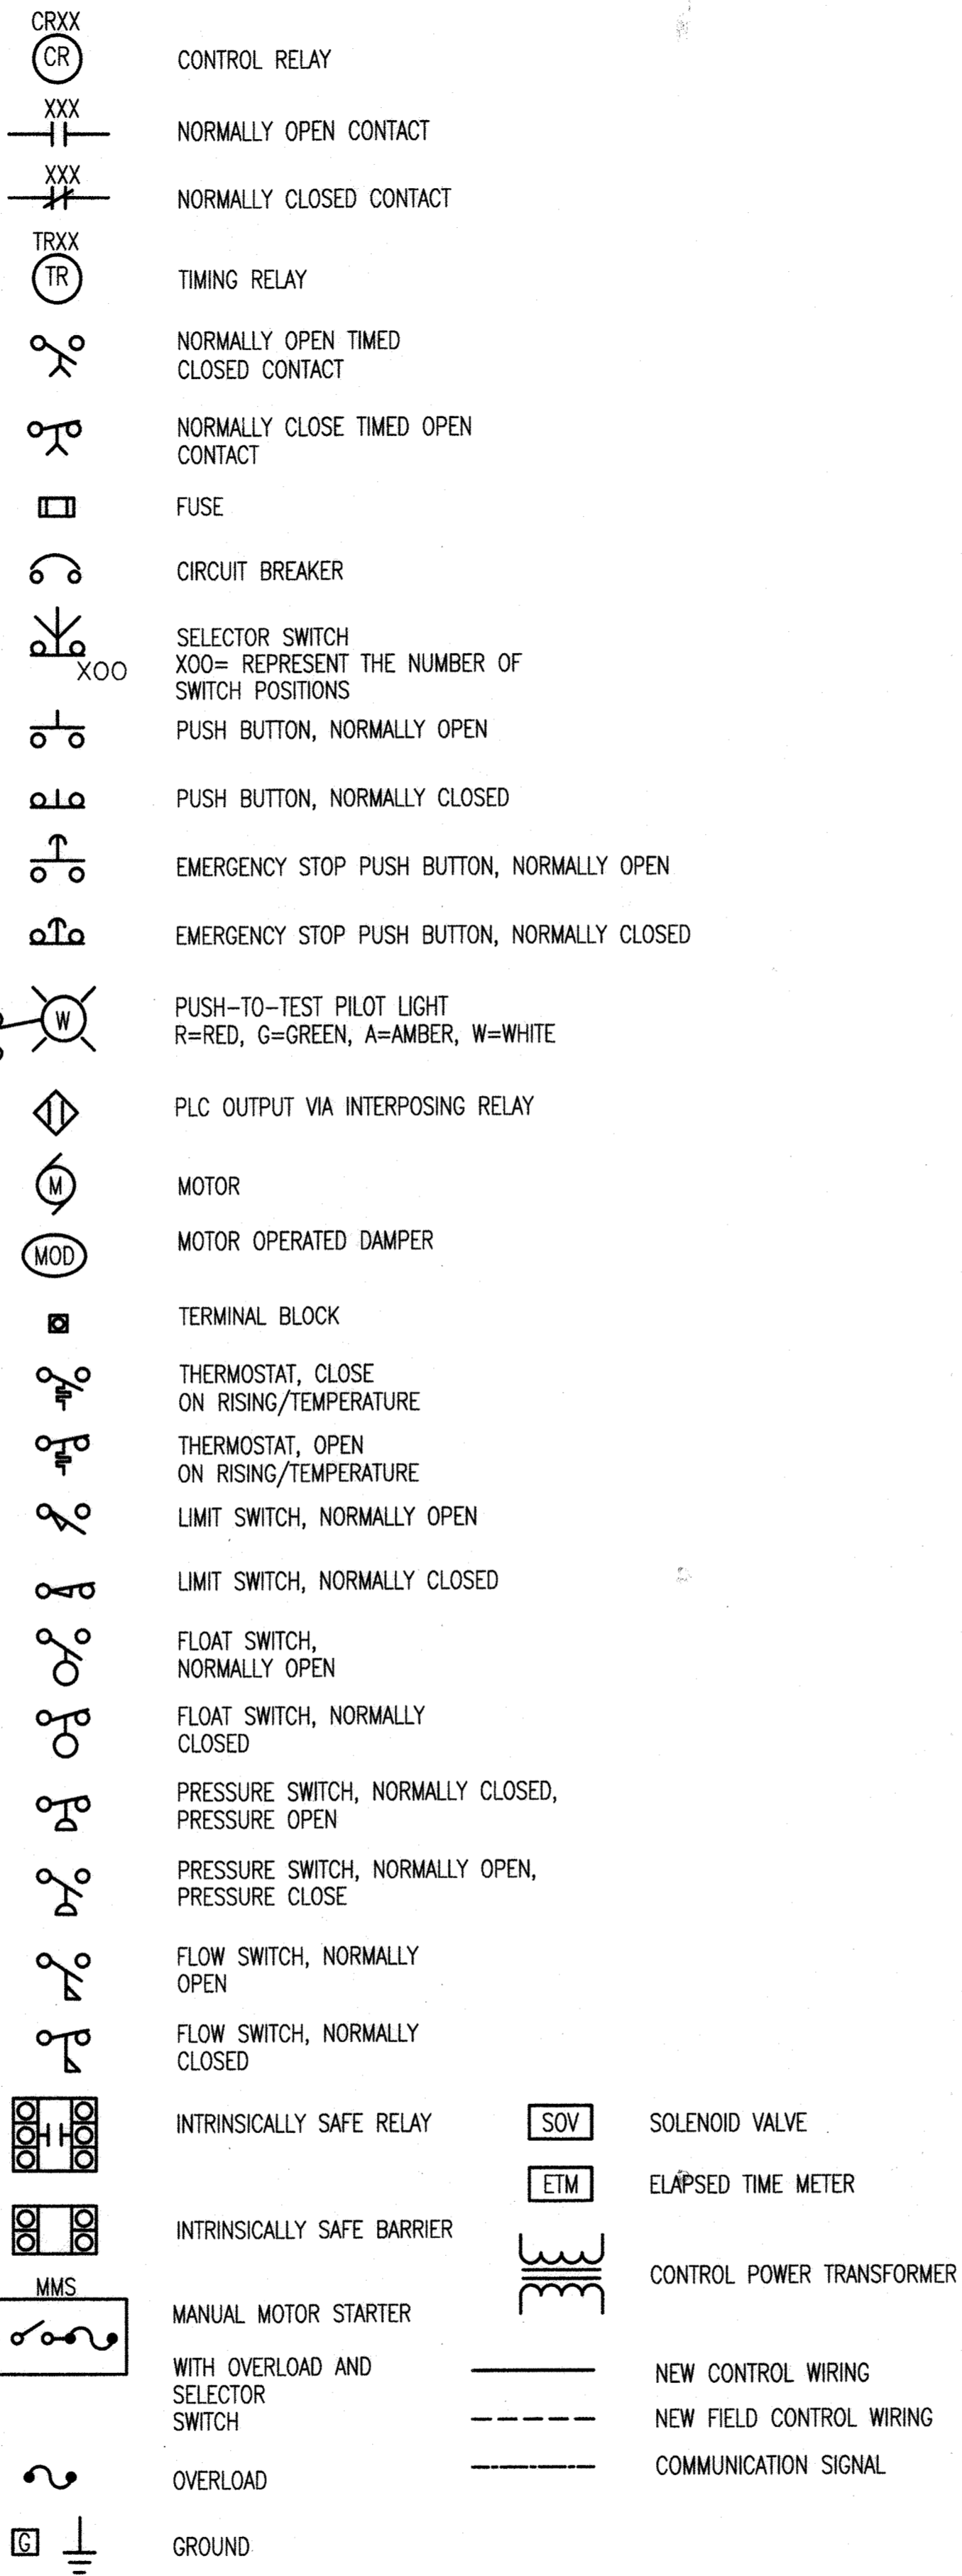 CRXX
CR
CONTROL RELAY
XXX
NORMALLY OPEN CONTACT
XXX
NORMALLY CLOSED CONTACT
TRXX
TR
TIMING RELAY
NORMALLY OPEN TIMED
CLOSED CONTACT
NORMALLY CLOSE TIMED OPEN
CONTACT
FUSE
CIRCUIT BREAKER
SELECTOR SWITCH
XOO
XOO= REPRESENT THE NUMBER OF
SWITCH POSITIONS
PUSH BUTTON, NORMALLY OPEN
PUSH BUTTON, NORMALLY CLOSED
EMERGENCY STOP PUSH BUTTON, NORMALLY OPEN
EMERGENCY STOP PUSH BUTTON, NORMALLY CLOSED
W
PUSH-TO-TEST PILOT LIGHT
R=RED, G=GREEN, A=AMBER, W=WHITE
PLC OUTPUT VIA INTERPOSING RELAY
M
MOTOR
MOD
MOTOR OPERATED DAMPER
TERMINAL BLOCK
THERMOSTAT, CLOSE
ON RISING/TEMPERATURE
THERMOSTAT, OPEN
ON RISING/TEMPERATURE
LIMIT SWITCH, NORMALLY OPEN
LIMIT SWITCH, NORMALLY CLOSED
FLOAT SWITCH,
NORMALLY OPEN
FLOAT SWITCH, NORMALLY
CLOSED
PRESSURE SWITCH, NORMALLY CLOSED,
PRESSURE OPEN
PRESSURE SWITCH, NORMALLY OPEN,
PRESSURE CLOSE
FLOW SWITCH, NORMALLY
OPEN
FLOW SWITCH, NORMALLY
CLOSED
INTRINSICALLY SAFE RELAY
SOV
SOLENOID VALVE
ETM
ELAPSED TIME METER
INTRINSICALLY SAFE BARRIER
CONTROL POWER TRANSFORMER
MMS
MANUAL MOTOR STARTER
WITH OVERLOAD AND
SELECTOR
SWITCH
NEW CONTROL WIRING
NEW FIELD CONTROL WIRING
COMMUNICATION SIGNAL
OVERLOAD
G
GROUND